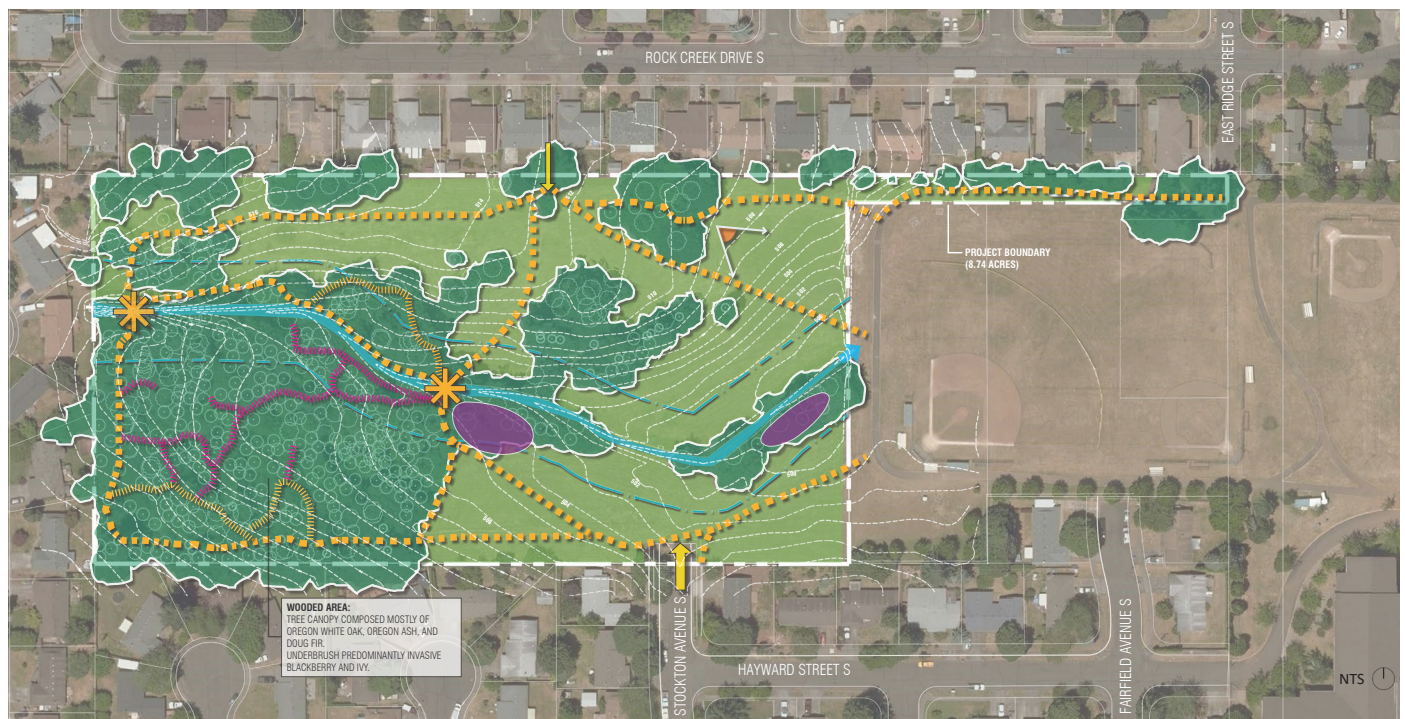 ROCK CREEK DRIVE S
EAST RIDGE STREET S
PROJECT BOUNDARY
(8.74 ACRES)
WOODED AREA:
TREE CANOPY COMPOSED MOSTLY OF
OREGON WHITE OAK, OREGON ASH, AND
DOUG FIR.
UNDERBRUSH PREDOMINANTLY INVASIVE
BLACKBERRY AND IVY.
STOCKTON AVENUE S
HAYWARD STREET S
FAIRFIELD AVENUE S
NTS